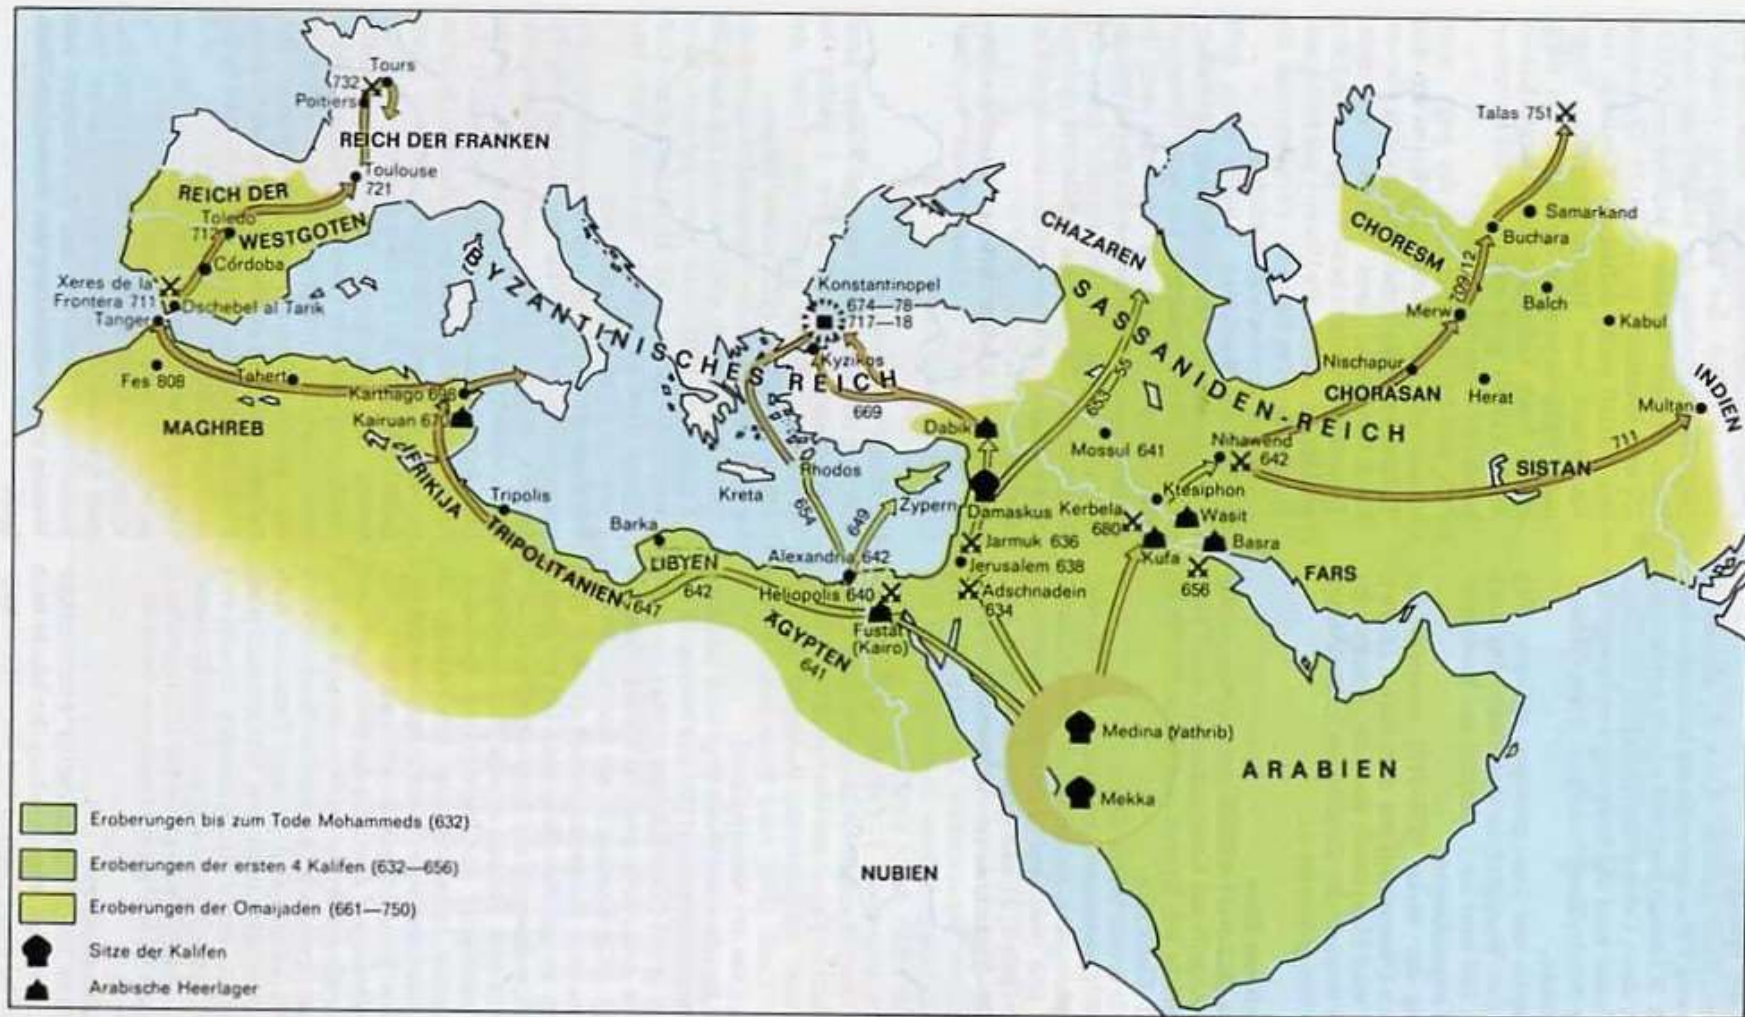 Tours
732
Poitiers
REICH DER FRANKEN
Toulouse
721
REICH DER
WESTGOTEN
Toledo
712
Córdoba
Xeres de la
Frontera 711
Dschebel al Tarik
Tanger
Fes 808
Tahert
Karthago 698
Kairuan 670
MAGHREB
IFRIKIJA
Tripolis
TRIPOLITANIEN
647
Barka
LIBYEN
642
BYZANTINISCHES REICH
Konstantinopel
674—78
717—18
Kyzikos
669
Rhodos
Kreta
654
649
Zypern
Alexandria 642
Heliopolis 640
Fustat
(Kairo)
ÄGYPTEN
641
NUBIEN
Dabik
Damaskus
Jarmuk 636
Jerusalem 638
Adschnadein
634
CHAZAREN
653—55
SASSANIDEN-REICH
Mossul 641
Nihawend
642
Ktesiphon
Kerbela
680
Wasit
Kufa
Basra
656
FARS
Talas 751
CHORESM
Samarkand
Buchara
709/12
Balch
Merw
Kabul
Nischapur
CHORASAN
Herat
Multan
INDIEN
711
SISTAN
Medina (Yathrib)
Mekka
ARABIEN
Eroberungen bis zum Tode Mohammeds (632)
Eroberungen der ersten 4 Kalifen (632—656)
Eroberungen der Omaijaden (661—750)
Sitze der Kalifen
Arabische Heerlager